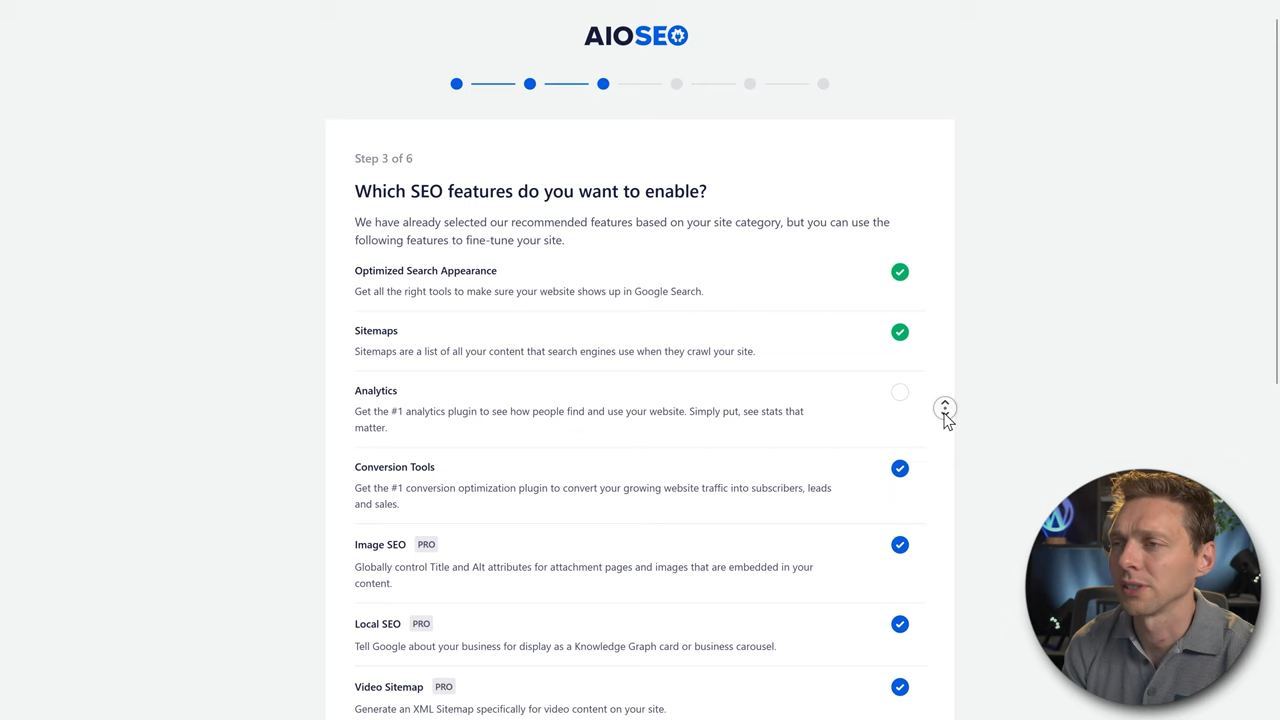 AIOSEO
Step 3 of 6
Which SEO features do you want to enable?
We have already selected our recommended features based on your site category, but you can use the
following features to fine-tune your site.
Optimized Search Appearance
Get all the right tools to make sure your website shows up in Google Search.
Sitemaps
Sitemaps are a list of all your content that search engines use when they crawl your site.
Analytics
Get the #1 analytics plugin to see how people find and use your website. Simply put, see stats that
matter.
Conversion Tools
Get the #1 conversion optimization plugin to convert your growing website traffic into subscribers, leads
and sales.
Image SEO PRO
Globally control Title and Alt attributes for attachment pages and images that are embedded in your
content.
Local SEO PRO
Tell Google about your business for display as a Knowledge Graph card or business carousel.
Video Sitemap PRO
Generate an XML Sitemap specifically for video content on your site.